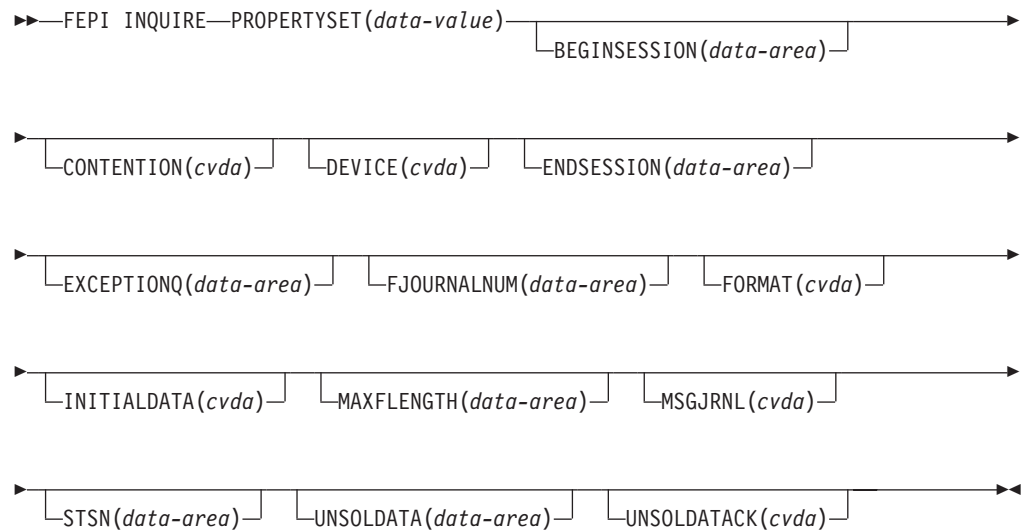 FEPI INQUIRE PROPERTYSET(data-value)
BEGINSESSION(data-area)
CONTENTION(cvda) DEVICE(cvda) ENDSESSION(data-area)
EXCEPTIONQ(data-area) FJOURNALNUM(data-area) FORMAT(cvda)
INITIALDATA(cvda) MAXFLENGTH(data-area) MSGJRNL(cvda)
STSN(data-area) UNSOLDATA(data-area) UNSOLDATACK(cvda)